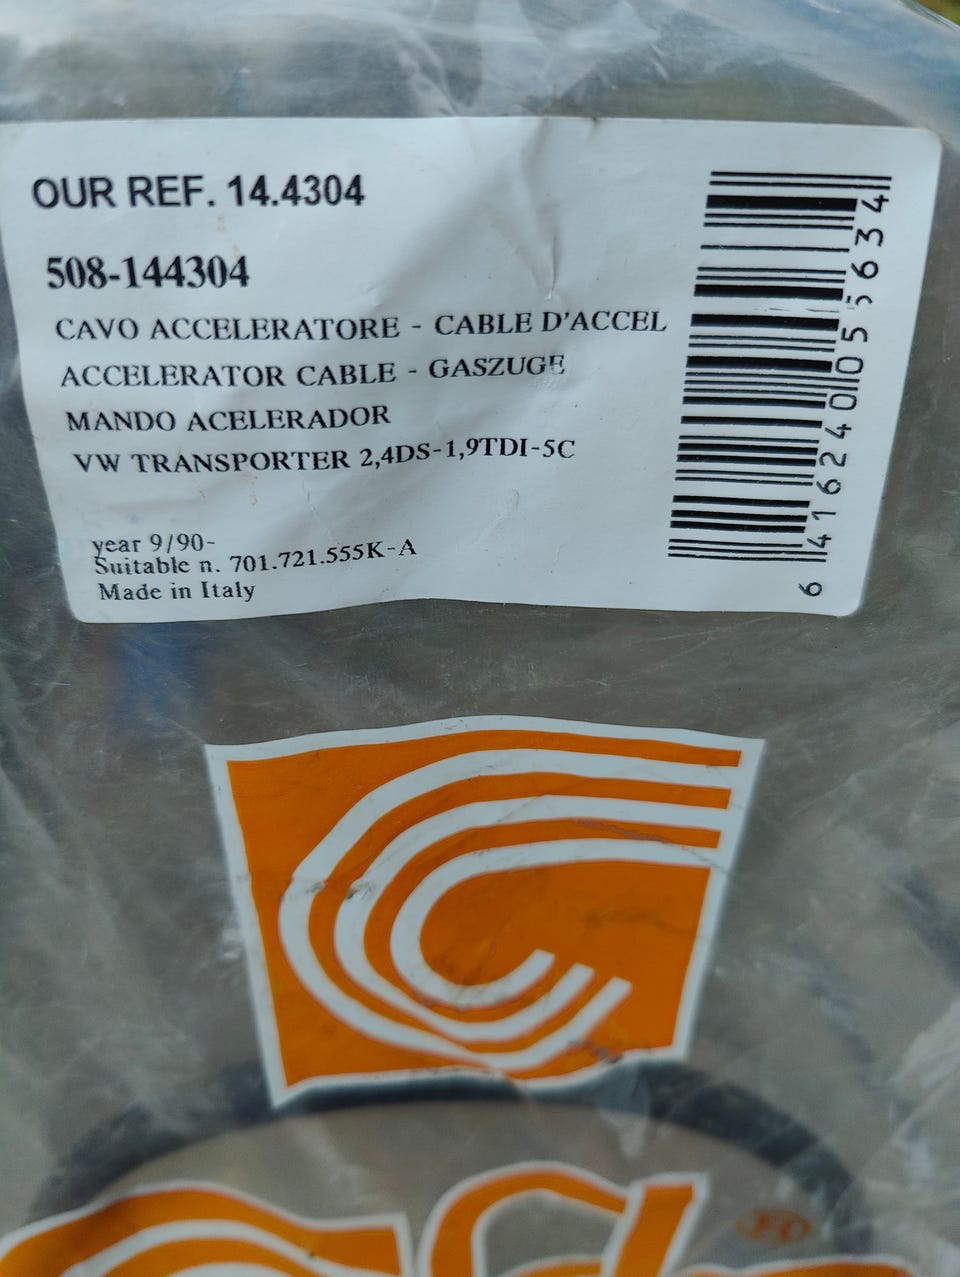 OUR REF. 14.4304
508-144304
CAVO ACCELERATORE - CABLE D'ACCEL
ACCELERATOR CABLE - GASZUGE
MANDO ACELERADOR
VW TRANSPORTER 2,4DS-1,9TDI-5C
year 9/90-
Suitable n. 701.721.555K-A
Made in Italy
6 416240 055634